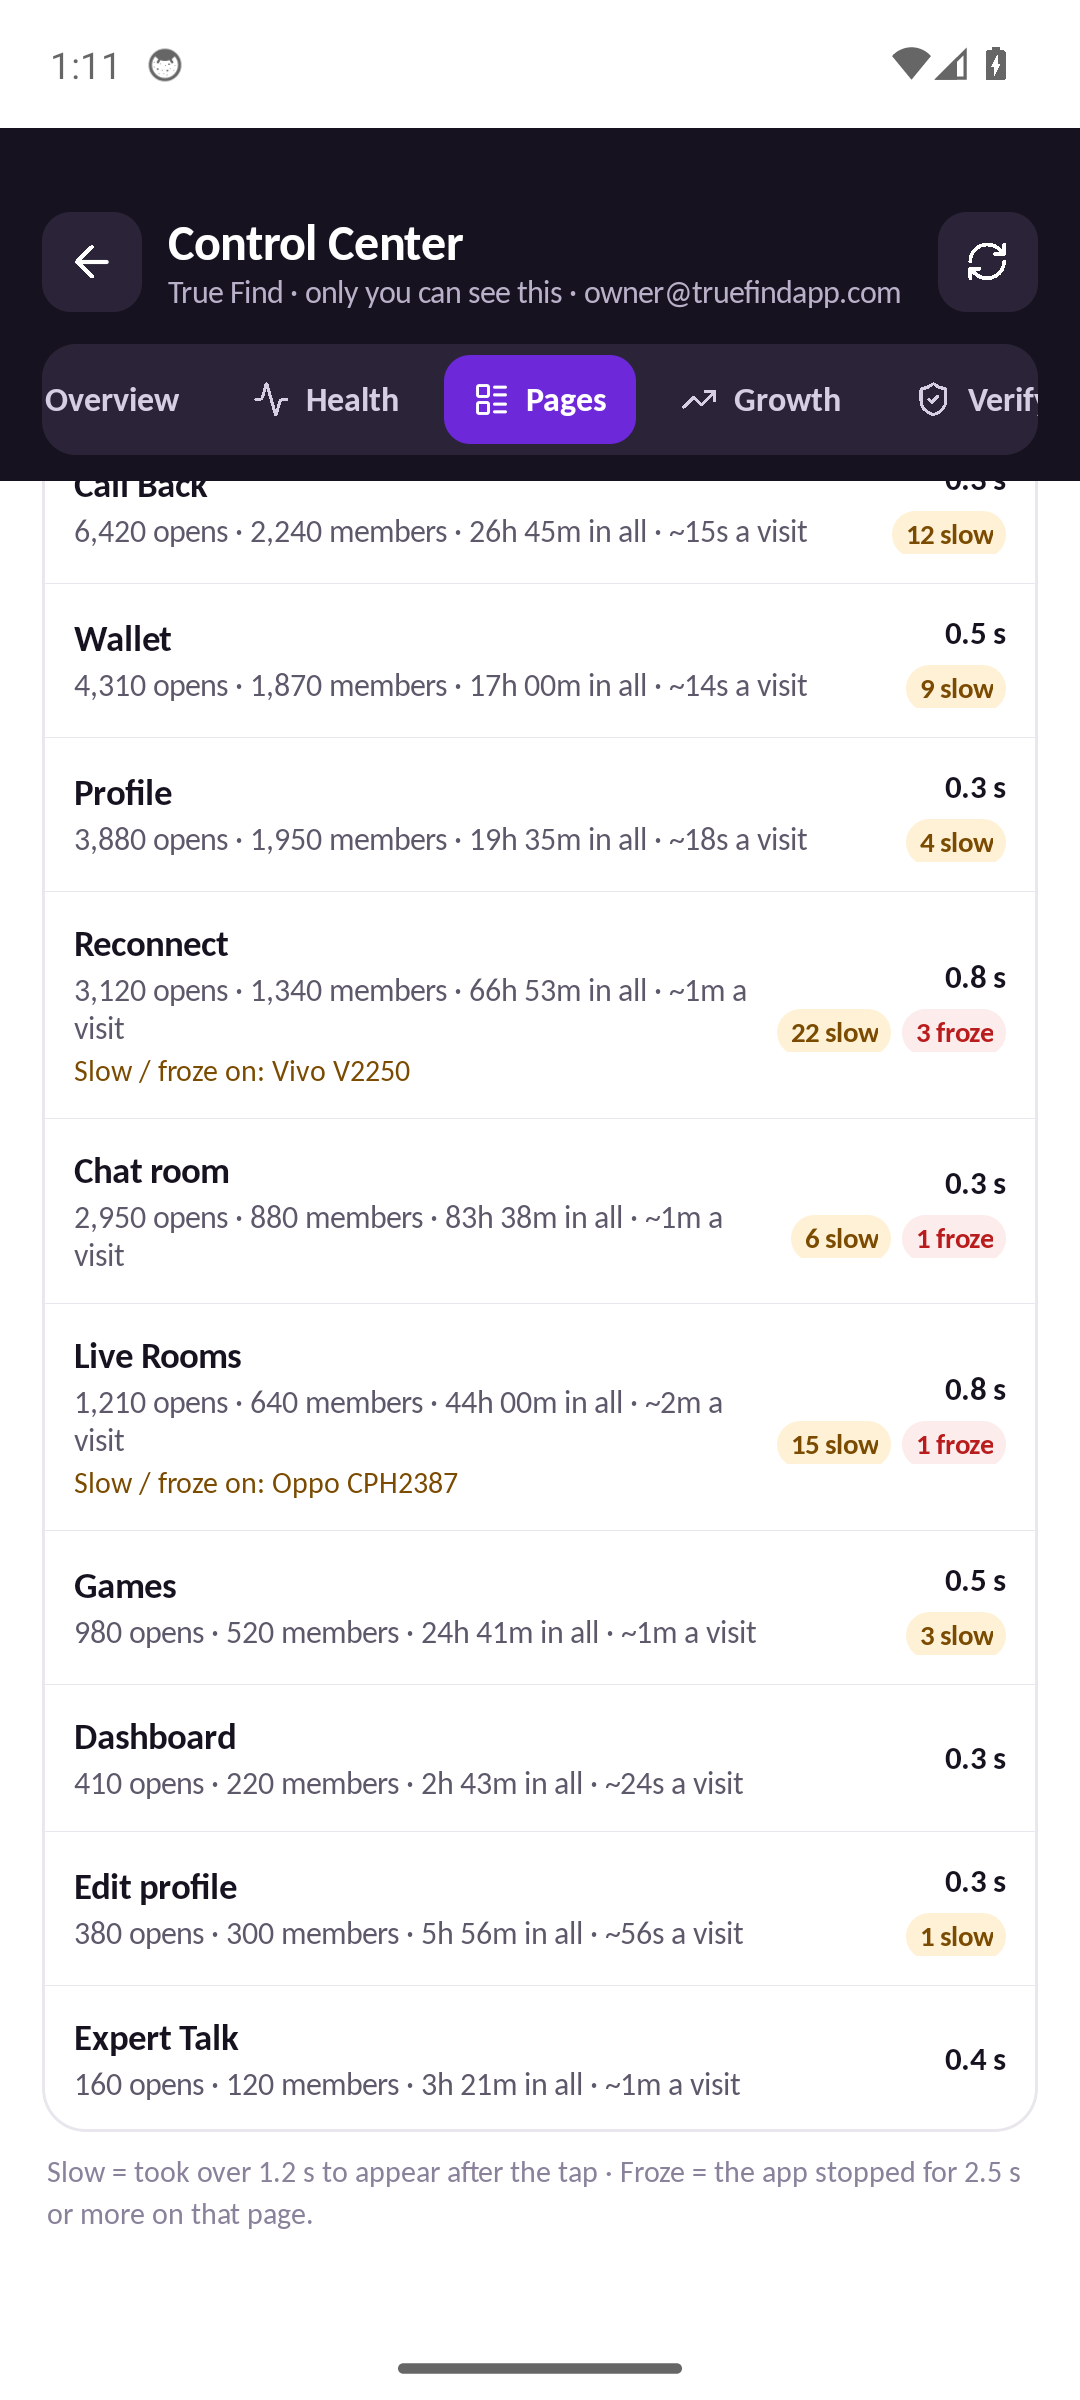 1:11
Control Center
True Find · only you can see this · owner@truefindapp.com
Overview Health Pages Growth Verify
Call Back 0.3 s
6,420 opens · 2,240 members · 26h 45m in all · ~15s a visit 12 slow
Wallet 0.5 s
4,310 opens · 1,870 members · 17h 00m in all · ~14s a visit 9 slow
Profile 0.3 s
3,880 opens · 1,950 members · 19h 35m in all · ~18s a visit 4 slow
Reconnect 0.8 s
3,120 opens · 1,340 members · 66h 53m in all · ~1m a
visit 22 slow 3 froze
Slow / froze on: Vivo V2250
Chat room 0.3 s
2,950 opens · 880 members · 83h 38m in all · ~1m a
visit 6 slow 1 froze
Live Rooms 0.8 s
1,210 opens · 640 members · 44h 00m in all · ~2m a
visit 15 slow 1 froze
Slow / froze on: Oppo CPH2387
Games 0.5 s
980 opens · 520 members · 24h 41m in all · ~1m a visit 3 slow
Dashboard 0.3 s
410 opens · 220 members · 2h 43m in all · ~24s a visit
Edit profile 0.3 s
380 opens · 300 members · 5h 56m in all · ~56s a visit 1 slow
Expert Talk 0.4 s
160 opens · 120 members · 3h 21m in all · ~1m a visit
Slow = took over 1.2 s to appear after the tap · Froze = the app stopped for 2.5 s
or more on that page.